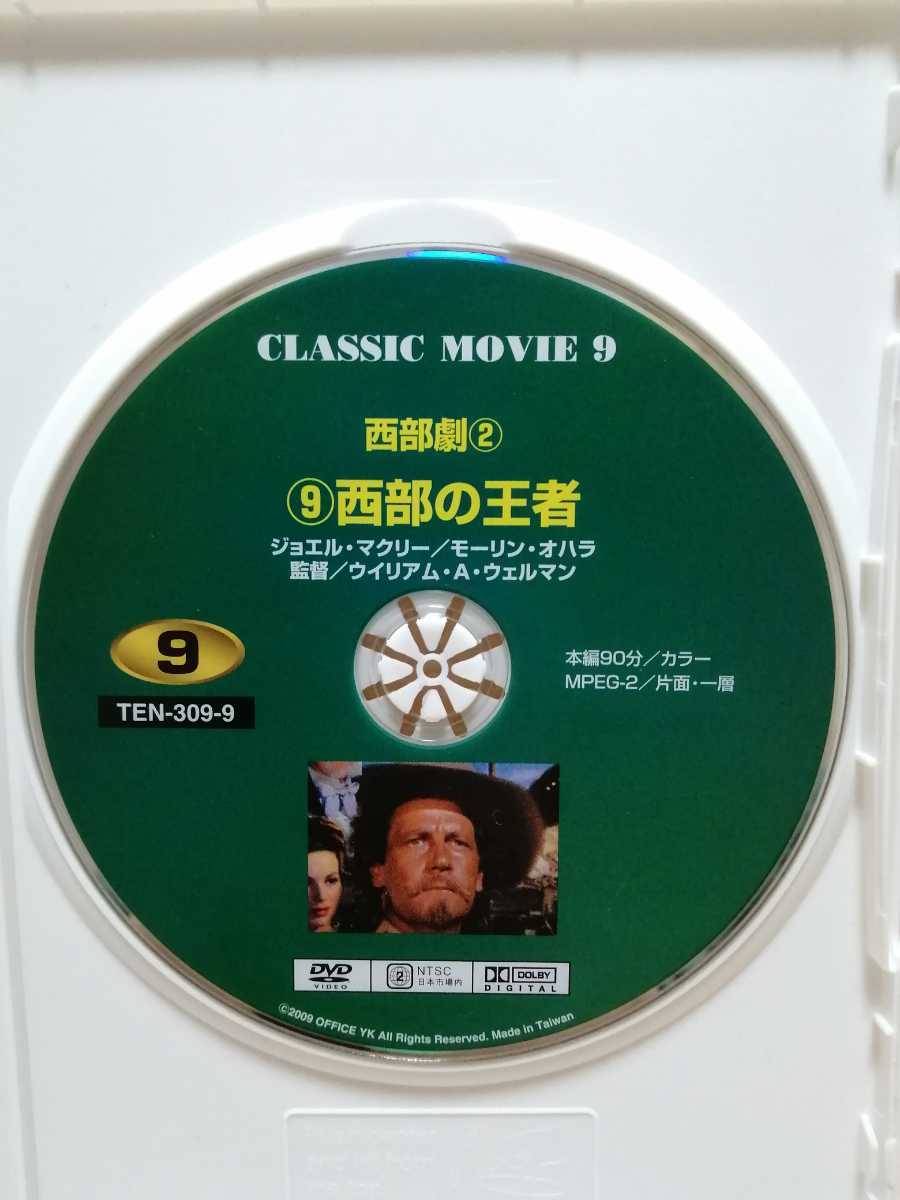 CLASSIC MOVIE 9
西部劇②
⑨西部の王者
ジョエル・マクリー／モーリン・オハラ
監督／ウイリアム・A・ウェルマン
9
TEN-309-9
本編90分／カラー
MPEG-2／片面・一層
DVD
VIDEO
2
NTSC
日本市場内
DOLBY
DIGITAL
©2009 OFFICE YK All Rights Reserved. Made in Taiwan